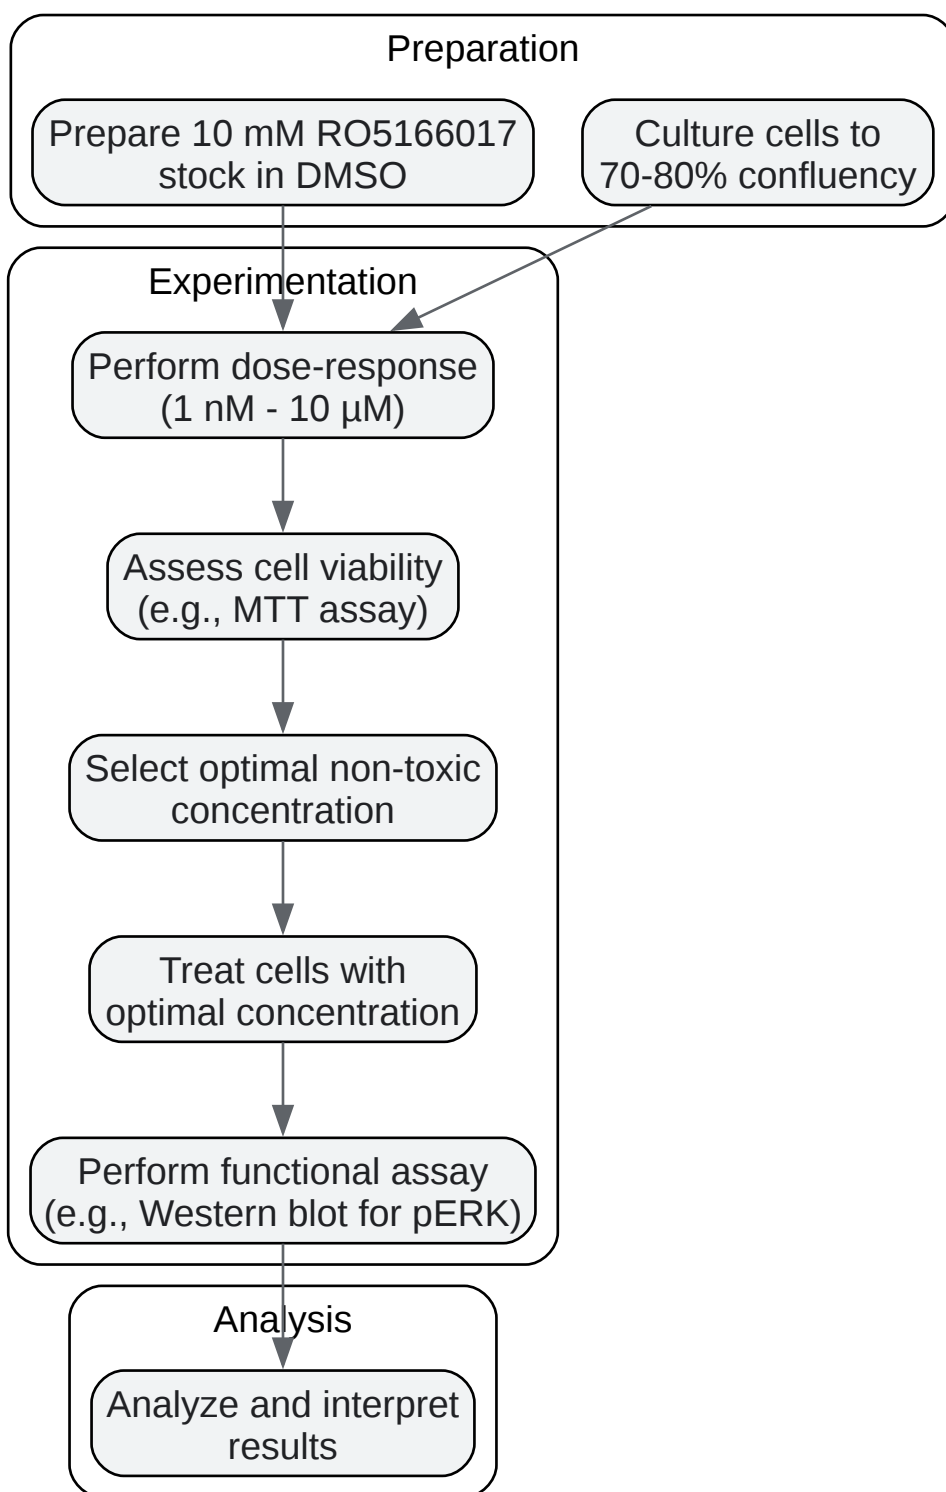 Preparation
Prepare 10 mM RO5166017
stock in DMSO
Culture cells to
70-80% confluency
Experimentation
Perform dose-response
(1 nM - 10 µM)
Assess cell viability
(e.g., MTT assay)
Select optimal non-toxic
concentration
Treat cells with
optimal concentration
Perform functional assay
(e.g., Western blot for pERK)
Analysis
Analyze and interpret
results